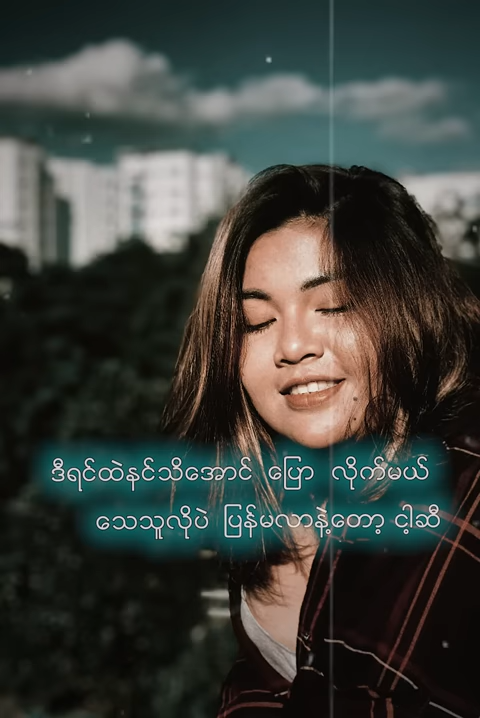 ဒီရင်ထဲနင်သိအောင် ပြော လိုက်မယ်
သေသူလိုပဲ ပြန်မလာနဲ့တော့ ငါ့ဆီ